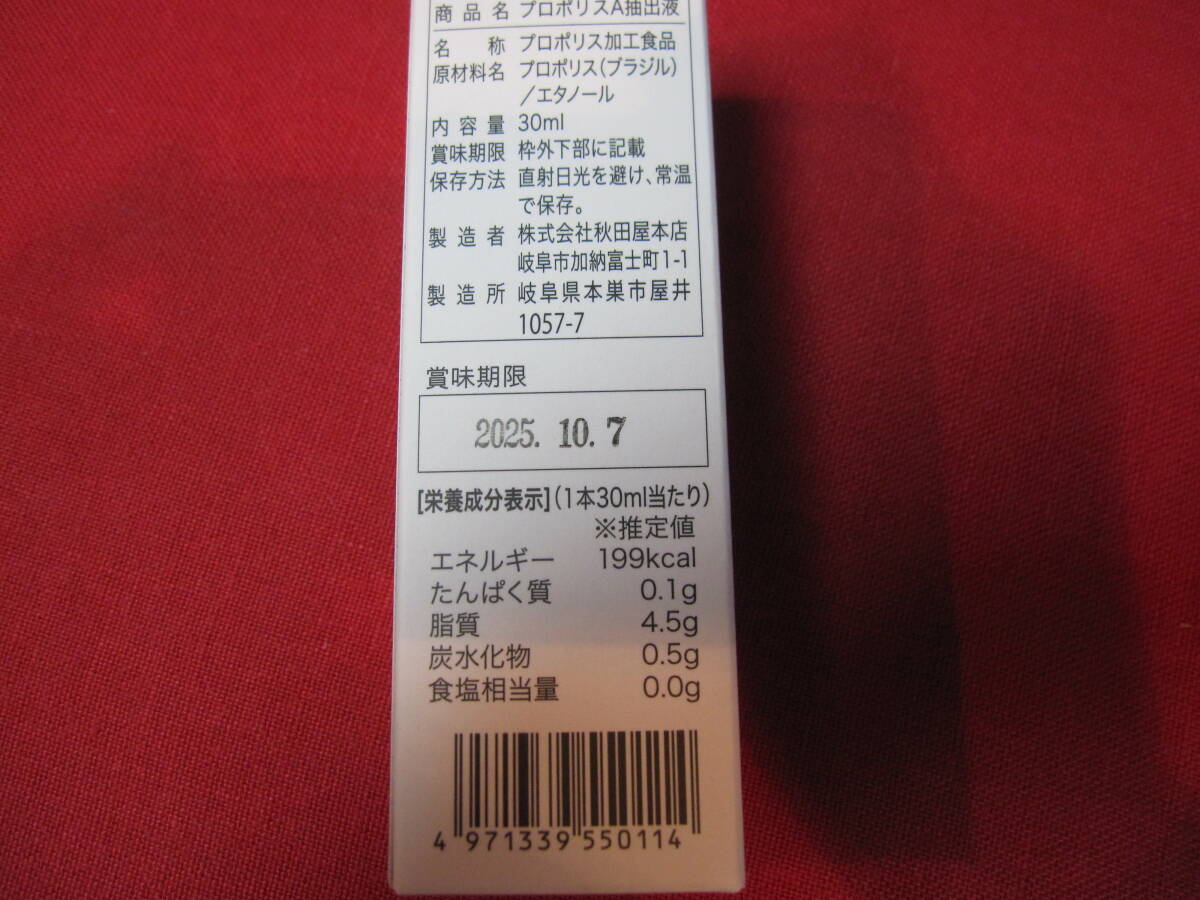 商品名 プロポリスA抽出液
名称 プロポリス加工食品
原材料名 プロポリス(ブラジル)
/エタノール
内容量 30ml
賞味期限 枠外下部に記載
保存方法 直射日光を避け、常温
で保存。
製造者 株式会社秋田屋本店
岐阜市加納富士町1-1
製造所 岐阜県本巣市屋井
1057-7
賞味期限
2025. 10. 7
[栄養成分表示](1本30ml当たり)
※推定値
エネルギー 199kcal
たんぱく質 0.1g
脂質 4.5g
炭水化物 0.5g
食塩相当量 0.0g
4 971339 550114